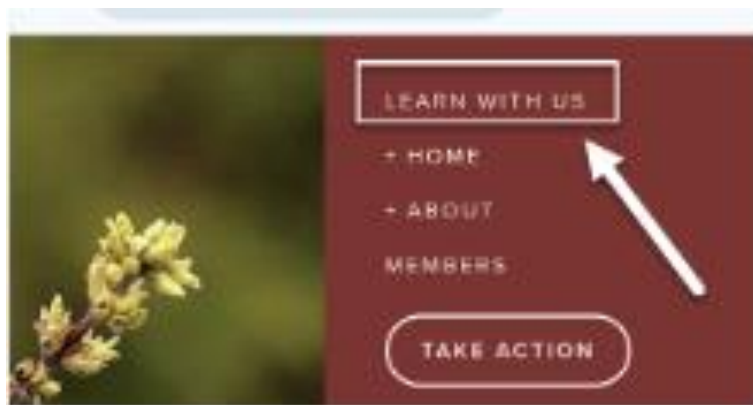 LEARN WITH US
+ HOME
+ ABOUT
MEMBERS
TAKE ACTION